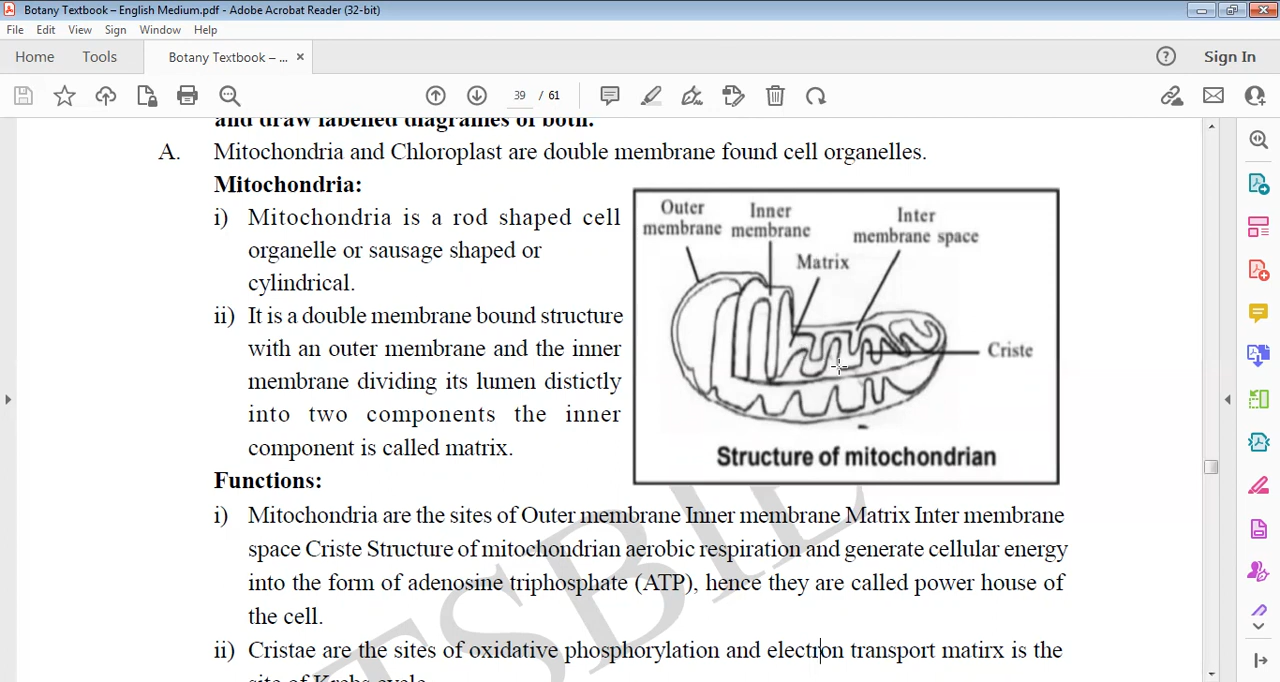 Botany Textbook – English Medium.pdf - Adobe Acrobat Reader (32-bit)
File Edit View Sign Window Help
Home Tools Botany Textbook – ... × Sign In
39 / 61
and draw labelled diagrames of both.
A. Mitochondria and Chloroplast are double membrane found cell organelles.
Mitochondria:
i) Mitochondria is a rod shaped cell
organelle or sausage shaped or
cylindrical.
ii) It is a double membrane bound structure
with an outer membrane and the inner
membrane dividing its lumen distictly
into two components the inner
component is called matrix.
Outer
membrane
Inner
membrane
Inter
membrane space
Matrix
Criste
Structure of mitochondrian
Functions:
i) Mitochondria are the sites of Outer membrane Inner membrane Matrix Inter membrane
space Criste Structure of mitochondrian aerobic respiration and generate cellular energy
into the form of adenosine triphosphate (ATP), hence they are called power house of
the cell.
ii) Cristae are the sites of oxidative phosphorylation and electron transport matirx is the
site of Krebs cycle.
TSBIE